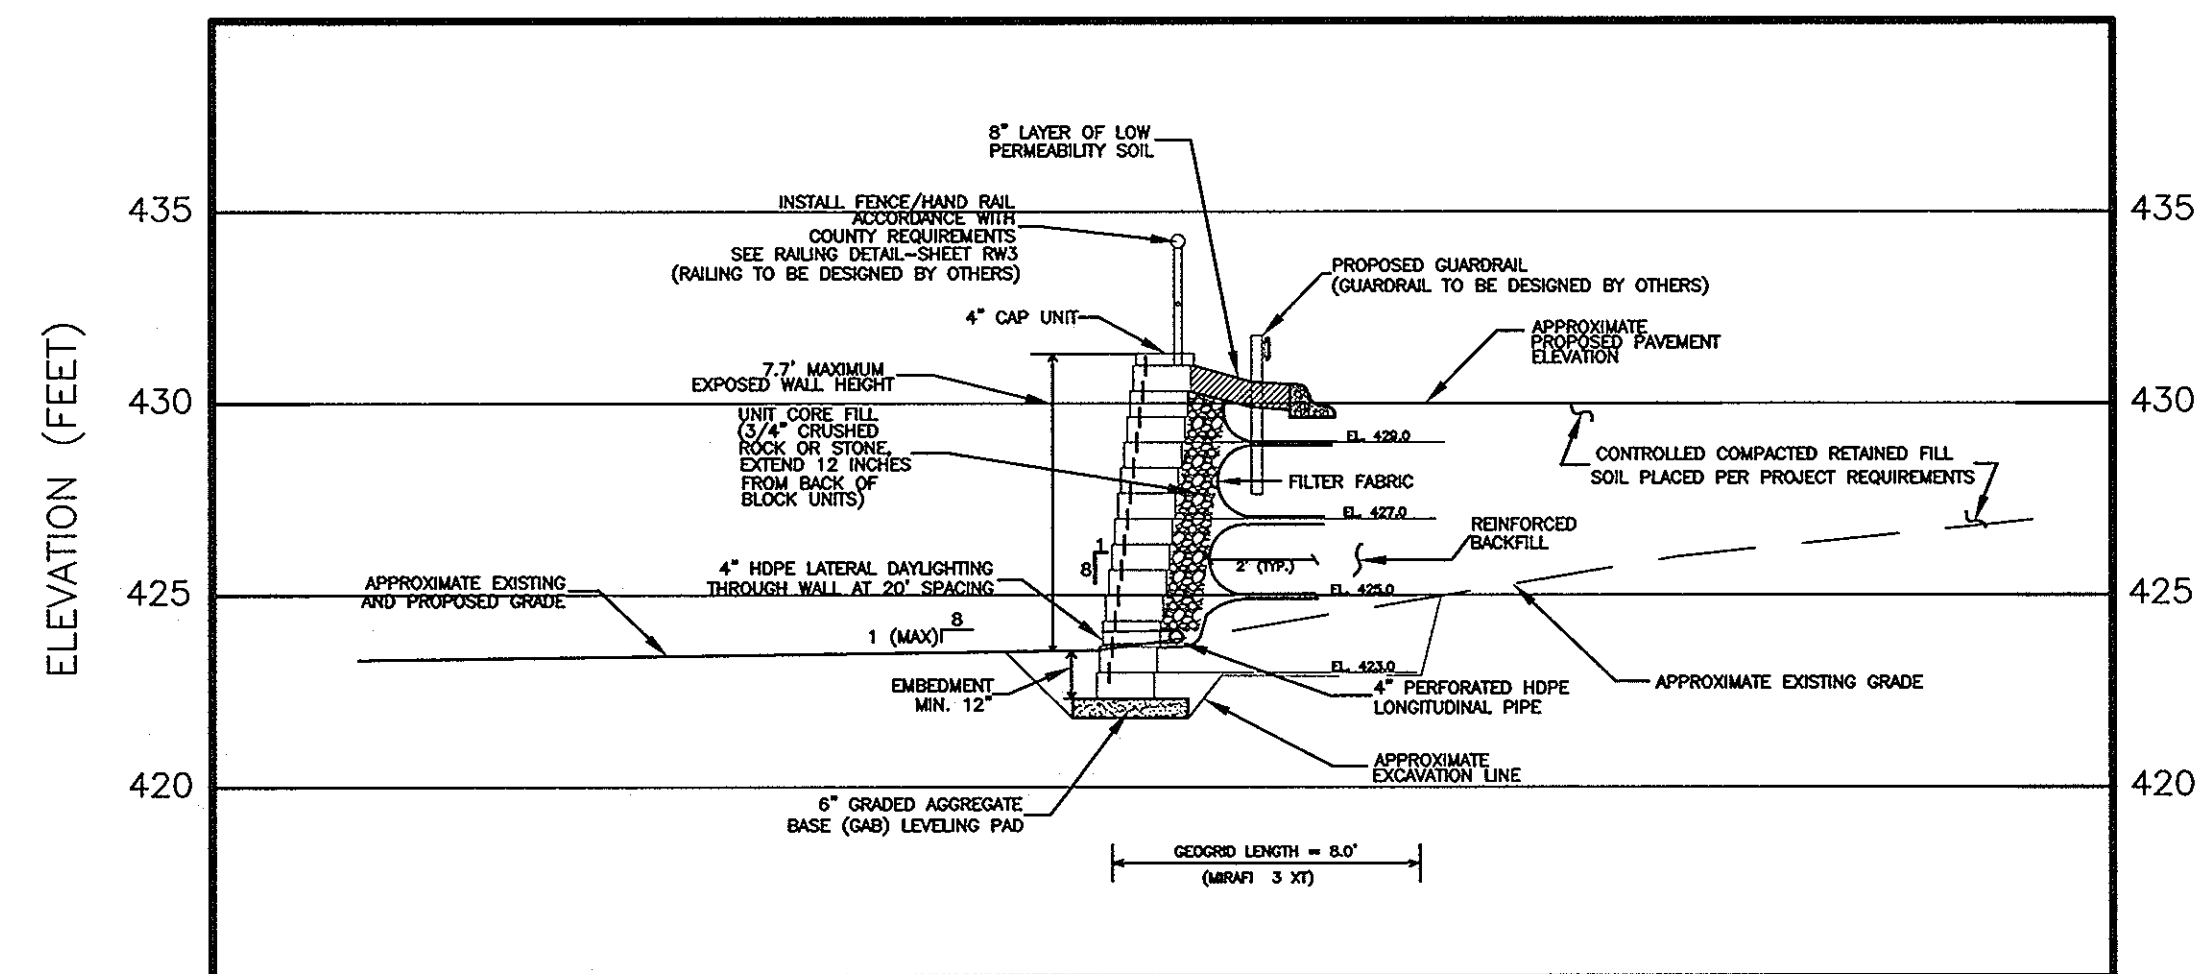 8" LAYER OF LOW
PERMEABILITY SOIL
435
435
INSTALL FENCE/HAND RAIL
ACCORDANCE WITH
COUNTY REQUIREMENTS
SEE RAILING DETAIL-SHEET RW3
(RAILING TO BE DESIGNED BY OTHERS)
PROPOSED GUARDRAIL
(GUARDRAIL TO BE DESIGNED BY OTHERS)
4" CAP UNIT
APPROXIMATE
PROPOSED PAVEMENT
ELEVATION
7.7' MAXIMUM
EXPOSED WALL HEIGHT
430
430
UNIT CORE FILL
(3/4" CRUSHED
ROCK OR STONE,
EXTEND 12 INCHES
FROM BACK OF
BLOCK UNITS)
EL. 429.0
CONTROLLED COMPACTED RETAINED FILL
SOIL PLACED PER PROJECT REQUIREMENTS
FILTER FABRIC
EL. 427.0
REINFORCED
BACKFILL
1
8
2' (TYP.)
4" HDPE LATERAL DAYLIGHTING
THROUGH WALL AT 20' SPACING
APPROXIMATE EXISTING
AND PROPOSED GRADE
ELEVATION (FEET)
425
425
EL. 425.0
8
1 (MAX)
EL. 423.0
EMBEDMENT
MIN. 12"
4" PERFORATED HDPE
LONGITUDINAL PIPE
APPROXIMATE EXISTING GRADE
APPROXIMATE
EXCAVATION LINE
420
420
6" GRADED AGGREGATE
BASE (GAB) LEVELING PAD
GEOGRID LENGTH = 8.0'
(MIRAFI 3 XT)